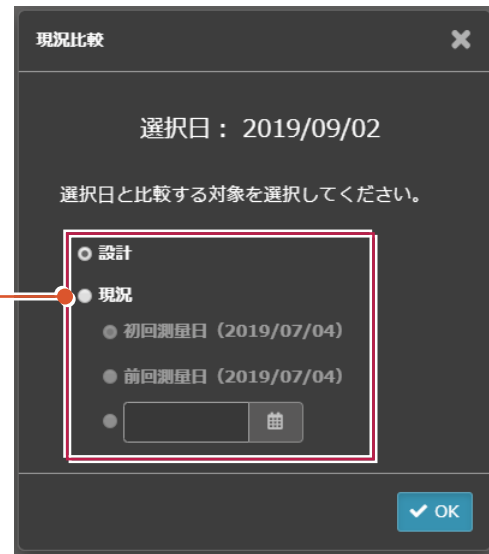 現況比較
選択日： 2019/09/02
選択日と比較する対象を選択してください。
設計
現況
初回測量日（2019/07/04）
前回測量日（2019/07/04）
OK